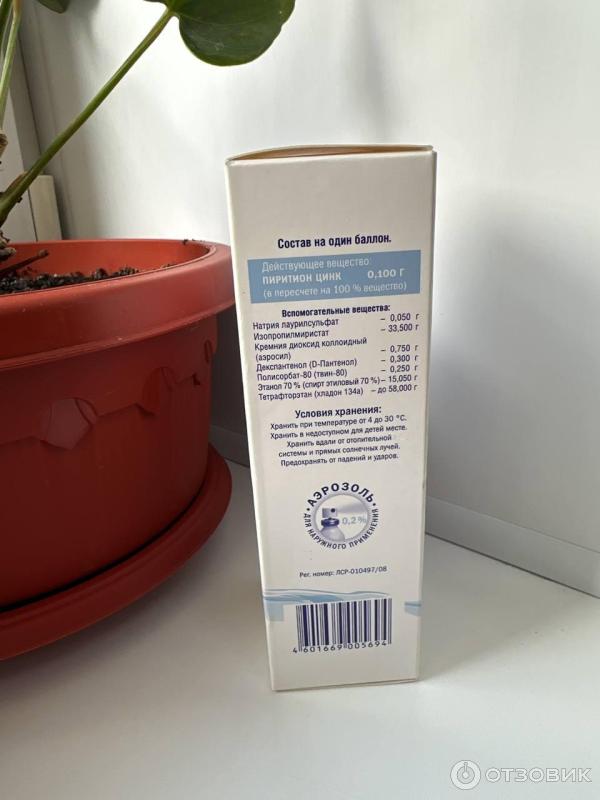 Состав на один баллон.
Действующее вещество:
ПИРИТИОН ЦИНК 0,100 Г
(в пересчете на 100 % вещество)
Вспомогательные вещества:
Натрия лаурилсульфат – 0,050 г
Изопропилмиристат – 33,500 г
Кремния диоксид коллоидный
(аэросил) – 0,750 г
Декспантенол (D-Пантенол) – 0,300 г
Полисорбат-80 (твин-80) – 0,250 г
Этанол 70 % (спирт этиловый 70 %) – 15,050 г
Тетрафторэтан (хладон 134а) – до 58,000 г
Условия хранения:
Хранить при температуре от 4 до 30 °С.
Хранить в недоступном для детей месте.
Хранить вдали от отопительной
системы и прямых солнечных лучей.
Предохранять от падений и ударов.
• АЭРОЗОЛЬ •
0,2%
ДЛЯ НАРУЖНОГО ПРИМЕНЕНИЯ
Рег. номер: ЛСР-010497/08
4 601669 005694
ОТЗОВИК